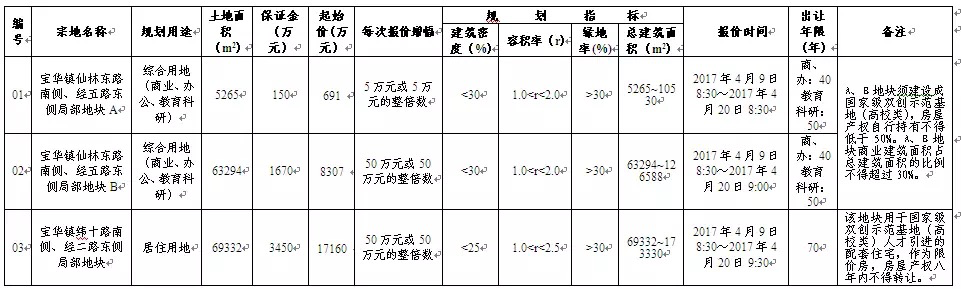 编号 宗地名称 规划用途 土地面积（m²） 保证金（万元） 起始价（万元） 每次报价增幅 规划指标 报价时间 出让年限（年） 备注
建筑密度（%） 容积率（r） 绿地率（%） 总建筑面积（m²）
01 宝华镇仙林东路南侧、经五路东侧局部地块A 综合用地（商业、办公、教育科研） 5265 150 691 5万元或5万元的整倍数 <30 1.0<r<2.0 >30 5265~10530 2017年4月9日8:30~2017年4月20日8:30 商、办：40教育科研：50 A、B地块须建设成国家级双创示范基地（高校类），房屋产权自行持有不得低于50%。A、B地块商业建筑面积占总建筑面积的比例不得超过30%。
02 宝华镇仙林东路南侧、经五路东侧局部地块B 综合用地（商业、办公、教育科研） 63294 1670 8307 50万元或50万元的整倍数 <30 1.0<r<2.0 >30 63294~126588 2017年4月9日8:30~2017年4月20日9:00 商、办：40教育科研：50
03 宝华镇纬十路南侧、经二路东侧局部地块 居住用地 69332 3450 17160 50万元或50万元的整倍数 <25 1.0<r<2.5 >30 69332~173330 2017年4月9日8:30~2017年4月20日9:30 70 该地块用于国家级双创示范基地（高校类）人才引进的配套住宅，作为限价房，房屋产权八年内不得转让。